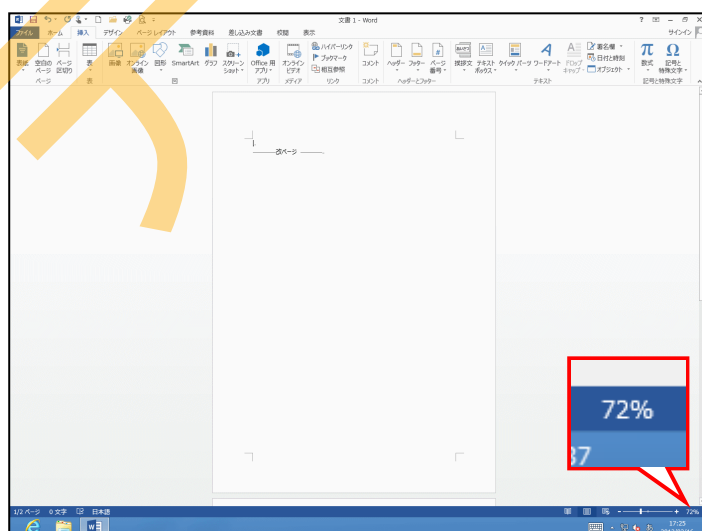 文書 1 - Word
ファイル ホーム 挿入 デザイン ページ レイアウト 参考資料 差し込み文書 校閲 表示 サインイン
表紙 空白のページ ページ区切り 表 画像 オンライン画像 図形 SmartArt グラフ スクリーンショット Office 用アプリ オンラインビデオ ハイパーリンク ブックマーク 相互参照 コメント ヘッダー フッター ページ番号 挨拶文 テキストボックス クイック パーツ ワードアート ドロップキャップ 署名欄 日付と時刻 オブジェクト 数式 記号と特殊文字
ページ 表 図 アプリ メディア リンク コメント ヘッダーとフッター テキスト 記号と特殊文字
改ページ
72%
37
1/2 ページ 0 文字 日本語 72%
17:25